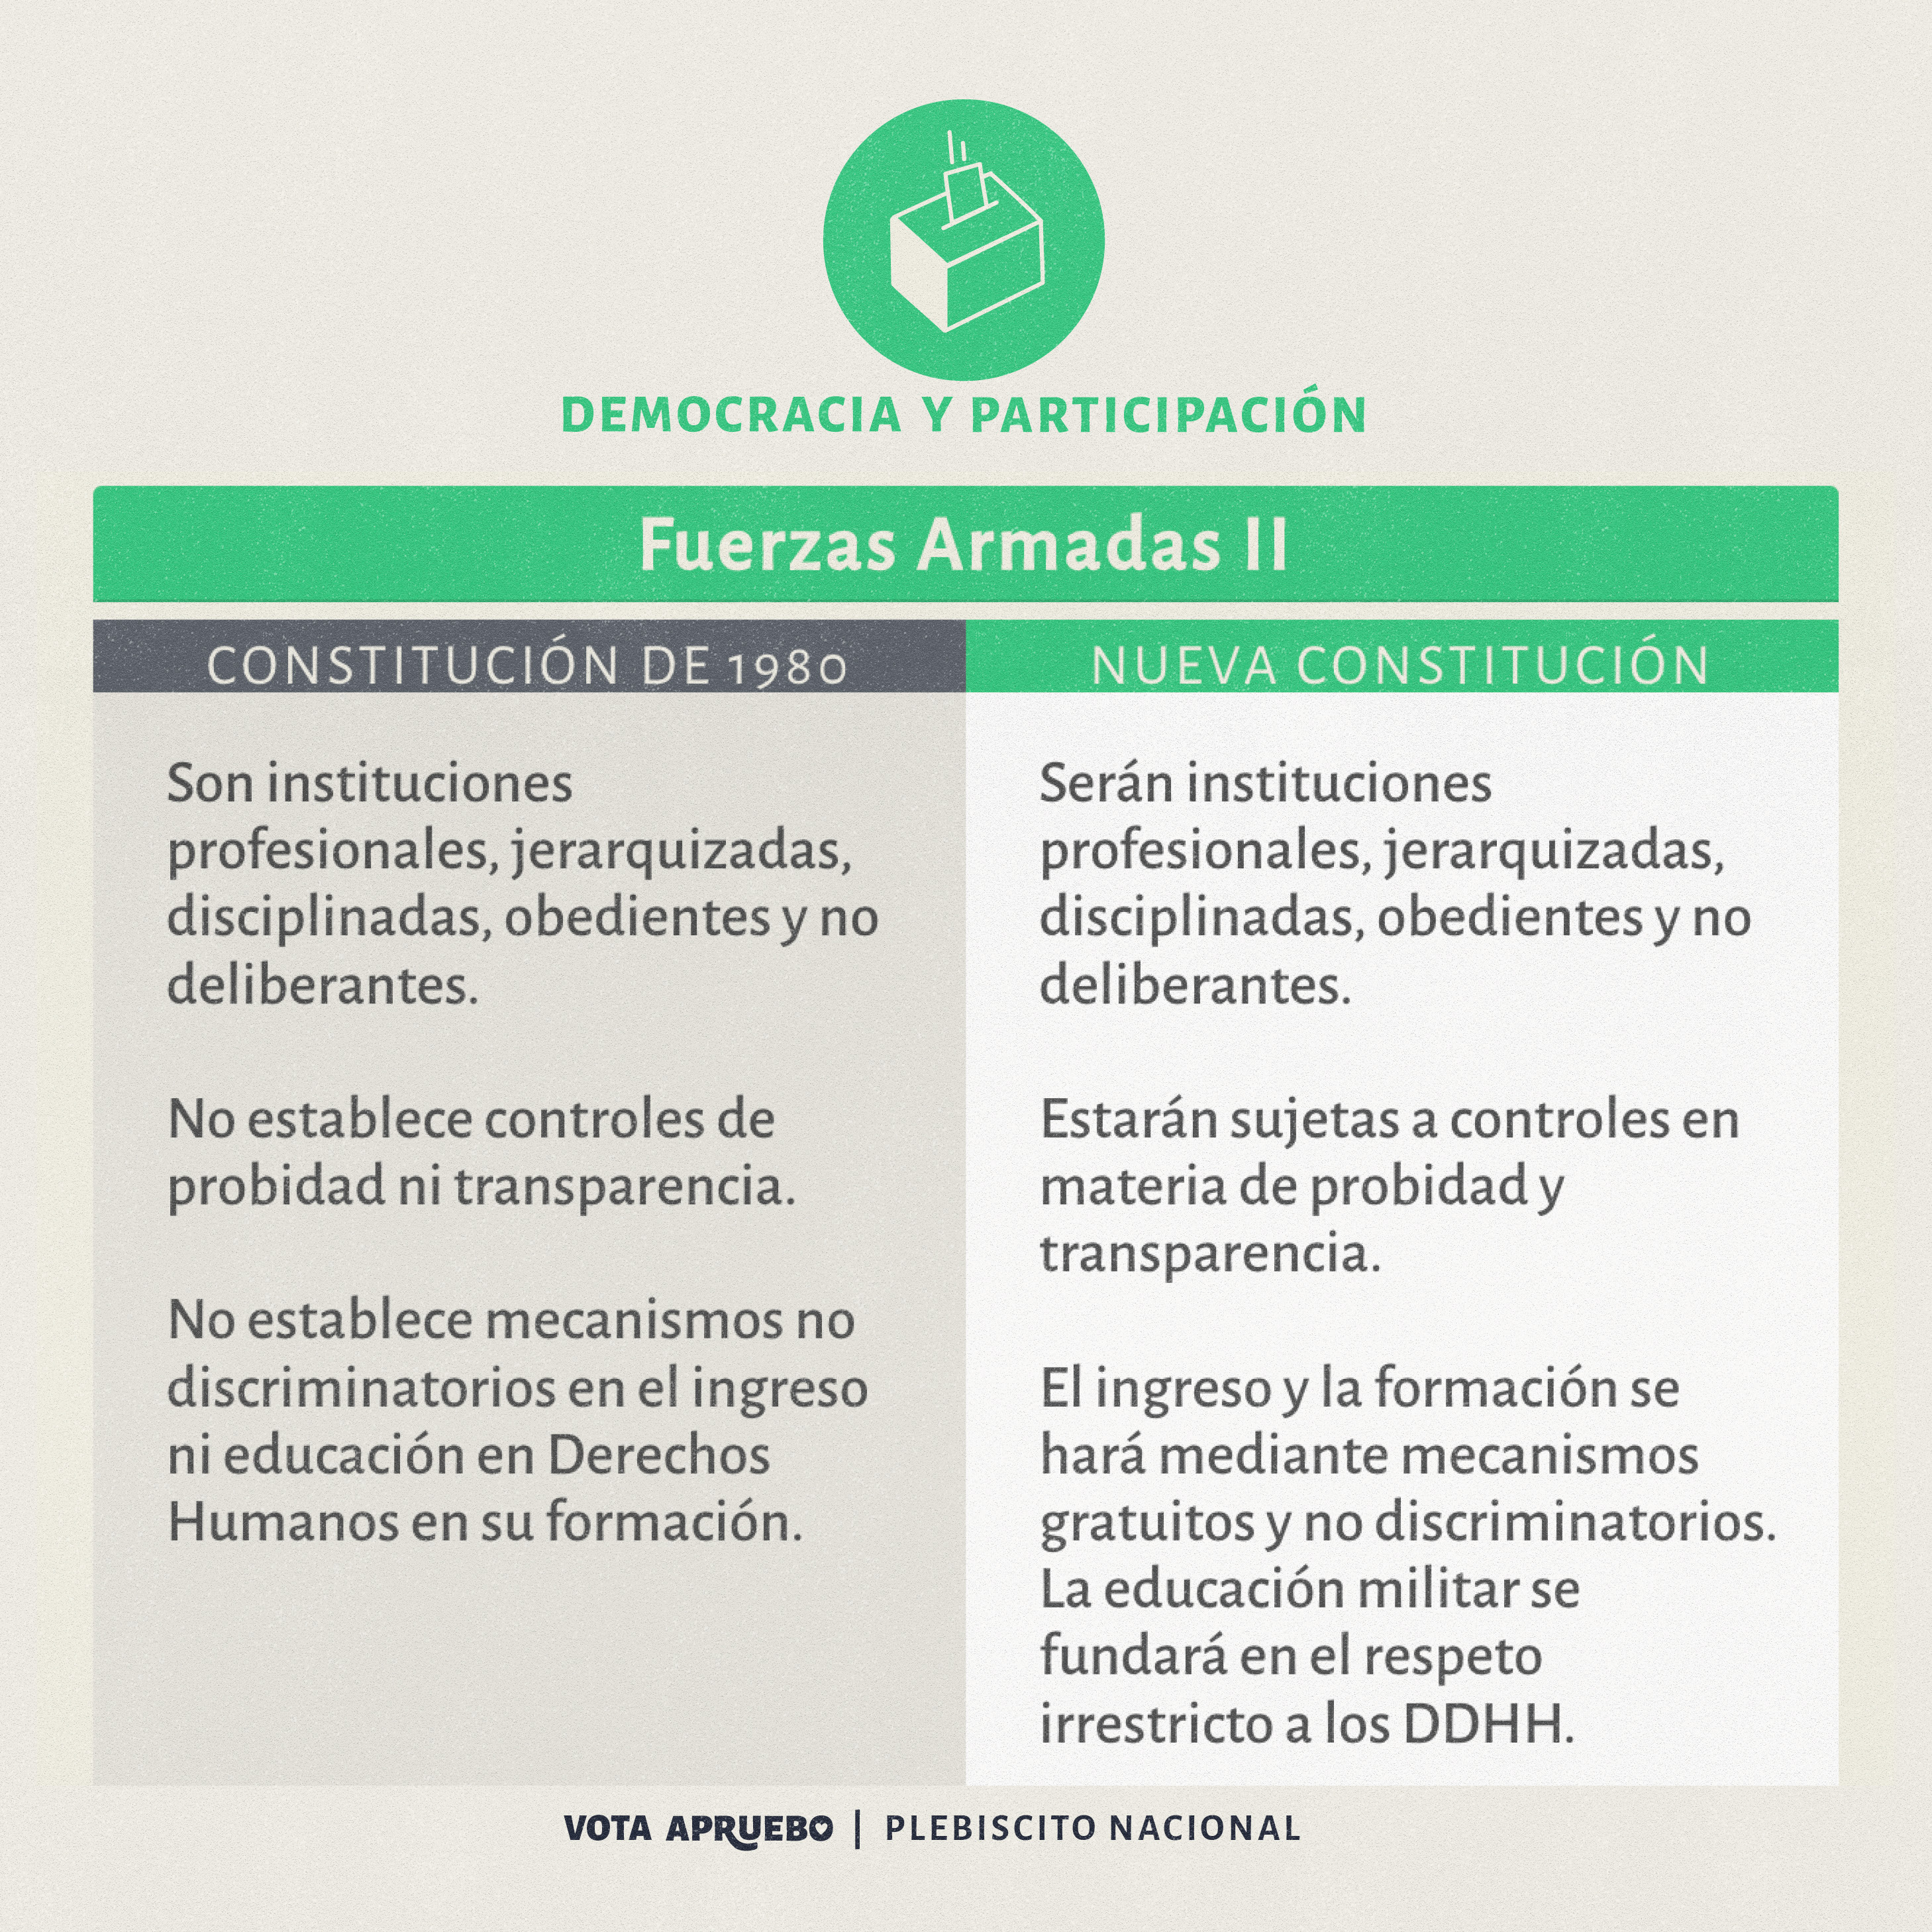 DEMOCRACIA Y PARTICIPACIÓN
Fuerzas Armadas II
CONSTITUCIÓN DE 1980
Son instituciones
profesionales, jerarquizadas,
disciplinadas, obedientes y no
deliberantes.
No establece controles de
probidad ni transparencia.
No establece mecanismos no
discriminatorios en el ingreso
ni educación en Derechos
Humanos en su formación.
NUEVA CONSTITUCIÓN
Serán instituciones
profesionales, jerarquizadas,
disciplinadas, obedientes y no
deliberantes.
Estarán sujetas a controles en
materia de probidad y
transparencia.
El ingreso y la formación se
hará mediante mecanismos
gratuitos y no discriminatorios.
La educación militar se
fundará en el respeto
irrestricto a los DDHH.
VOTA APRUEBO | PLEBISCITO NACIONAL